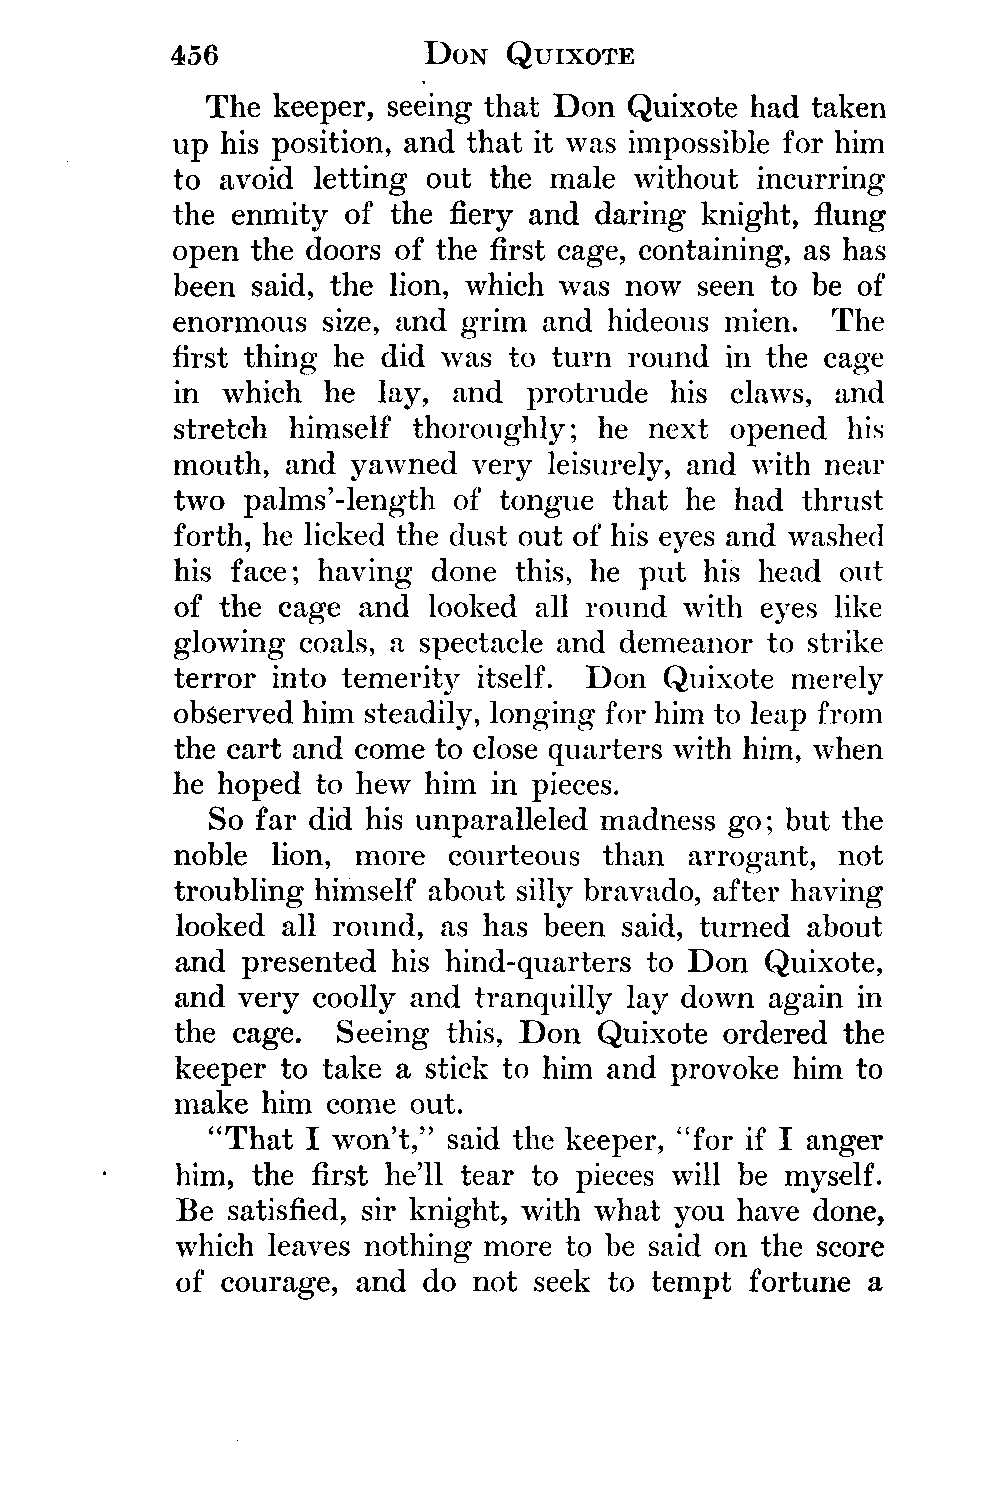 456 DON QUIXOTE
The keeper, seeing that Don Quixote had taken
up his position, and that it was impossible for him
to avoid letting out the male without incurring
the enmity of the fiery and daring knight, flung
open the doors of the first cage, containing, as has
been said, the lion, which was now seen to be of
enormous size, and grim and hideous mien. The
first thing he did was to turn round in the cage
in which he lay, and protrude his claws, and
stretch himself thoroughly; he next opened his
mouth, and yawned very leisurely, and with near
two palms'-length of tongue that he had thrust
forth, he licked the dust out of his eyes and washed
his face; having done this, he put his head out
of the cage and looked all round with eyes like
glowing coals, a spectacle and demeanor to strike
terror into temerity itself. Don Quixote merely
observed him steadily, longing for him to leap from
the cart and come to close quarters with him, when
he hoped to hew him in pieces.
So far did his unparalleled madness go; but the
noble lion, more courteous than arrogant, not
troubling himself about silly bravado, after having
looked all round, as has been said, turned about
and presented his hind-quarters to Don Quixote,
and very coolly and tranquilly lay down again in
the cage. Seeing this, Don Quixote ordered the
keeper to take a stick to him and provoke him to
make him come out.
"That I won't," said the keeper, "for if I anger
him, the first he'll tear to pieces will be myself.
Be satisfied, sir knight, with what you have done,
which leaves nothing more to be said on the score
of courage, and do not seek to tempt fortune a